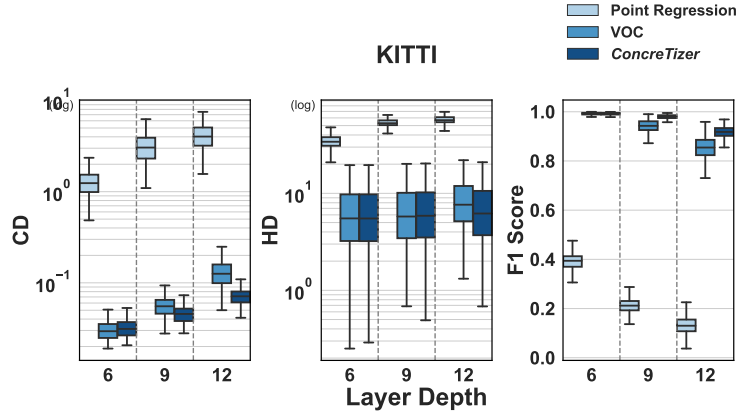 Point Regression
VOC
ConcreTizer
KITTI
(log)
10¹
10⁰
10⁻¹
CD
6 9 12
(log)
10¹
10⁰
HD
6 9 12
1.0
0.8
0.6
0.4
0.2
0.0
F1 Score
6 9 12
Layer Depth